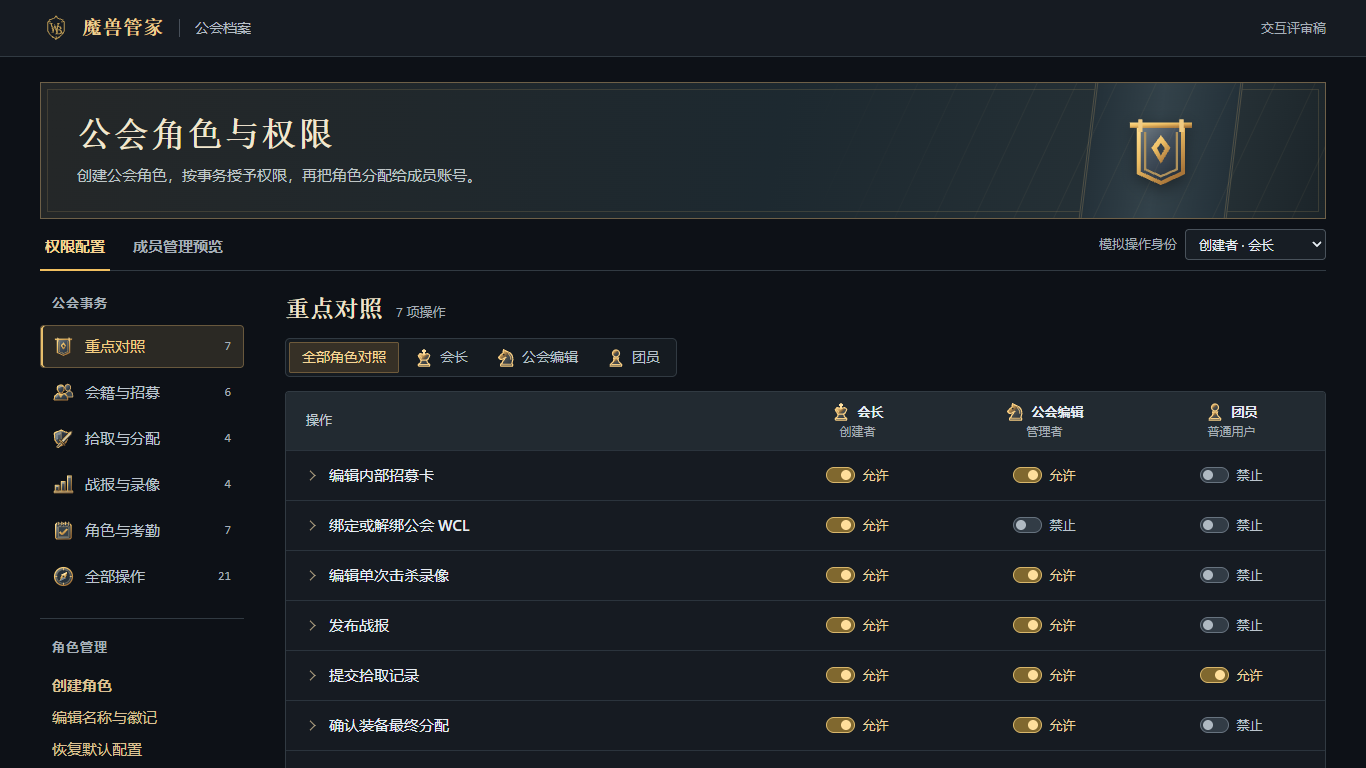 魔兽管家 公会档案 交互评审稿
公会角色与权限
创建公会角色，按事务授予权限，再把角色分配给成员账号。
权限配置 成员管理预览 模拟操作身份 创建者 · 会长
公会事务
重点对照 7
会籍与招募 6
拾取与分配 4
战报与录像 4
角色与考勤 7
全部操作 21
角色管理
创建角色
编辑名称与徽记
恢复默认配置
重点对照 7 项操作
全部角色对照 会长 公会编辑 团员
操作 会长 公会编辑 团员
创建者 管理者 普通用户
编辑内部招募卡 允许 允许 禁止
绑定或解绑公会 WCL 允许 禁止 禁止
编辑单次击杀录像 允许 允许 禁止
发布战报 允许 允许 禁止
提交拾取记录 允许 允许 允许
确认装备最终分配 允许 允许 禁止